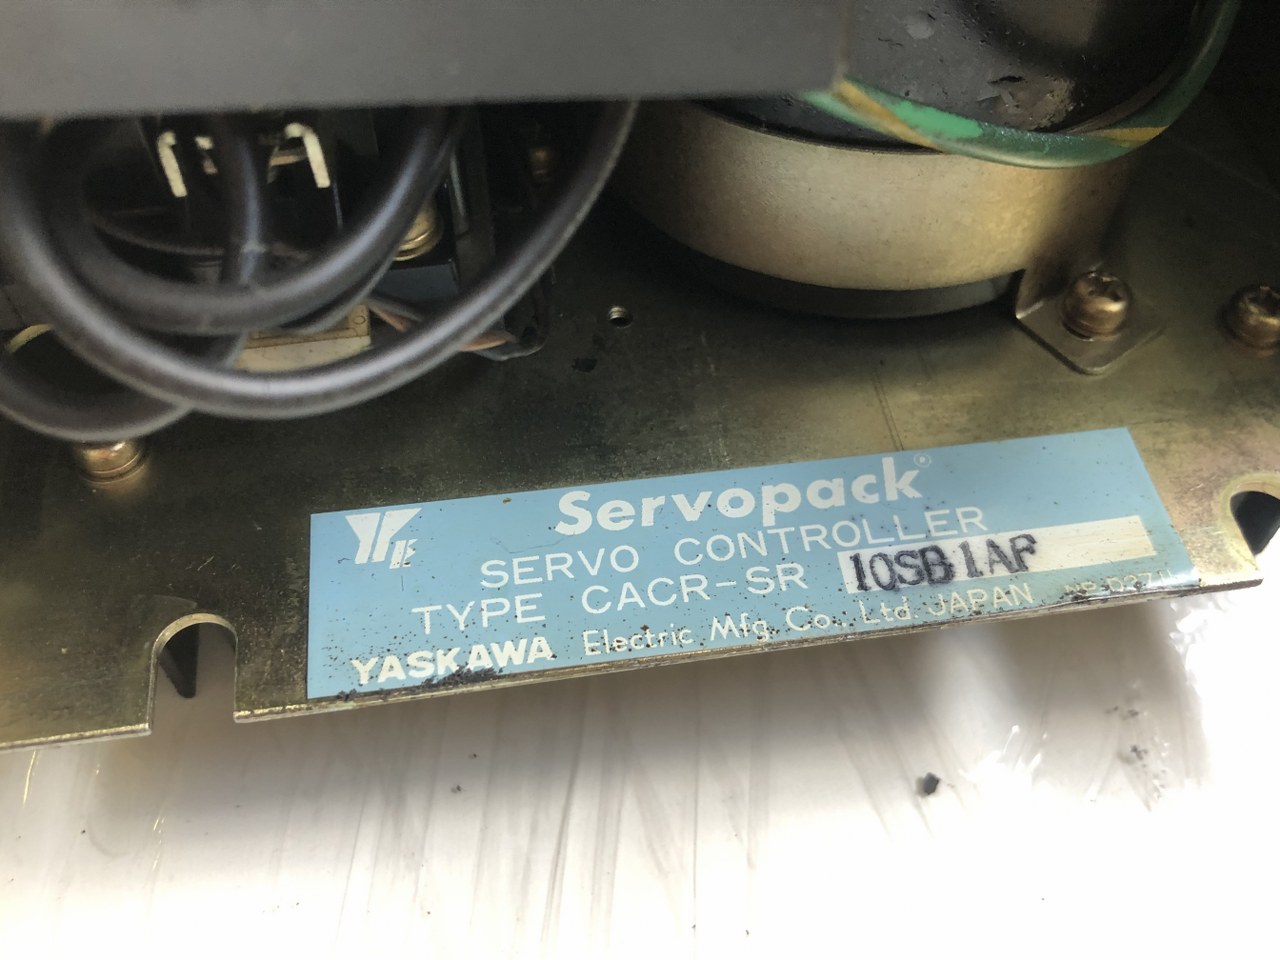 Servopack®
SERVO CONTROLLER
TYPE CACR-SR 10SB1AF
YASKAWA Electric Mfg. Co., Ltd. JAPAN